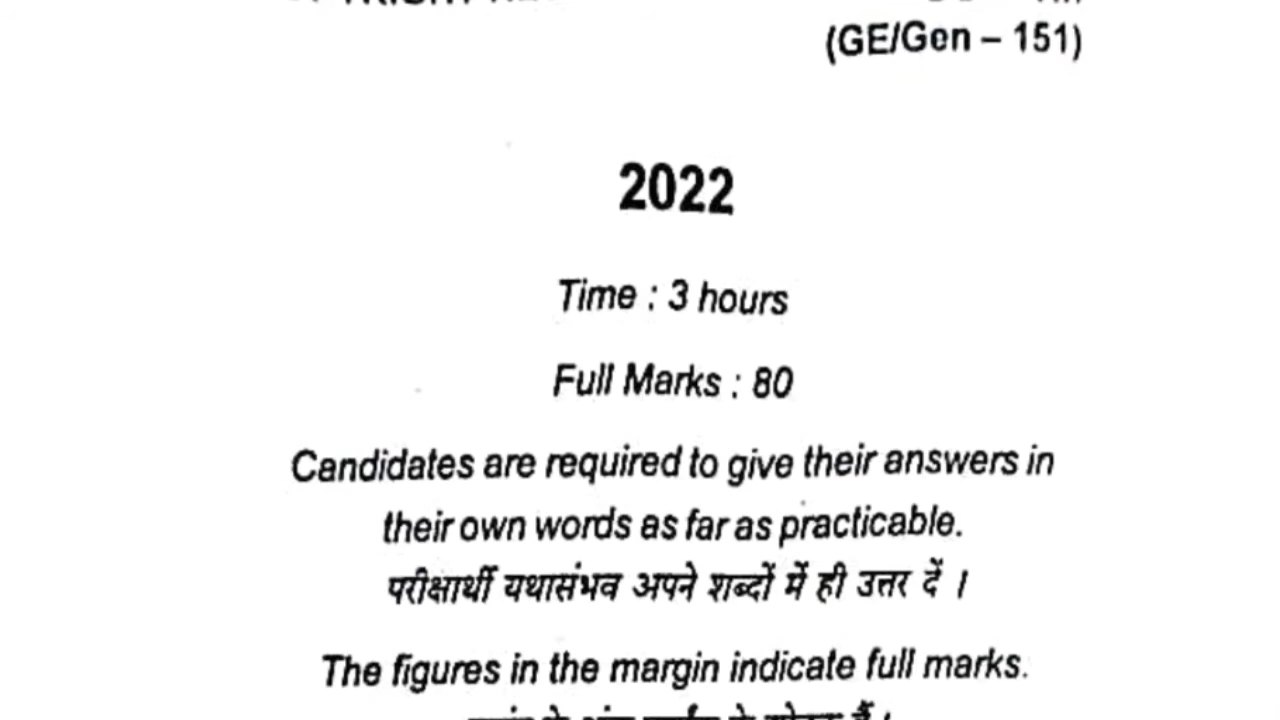 (GE/Gen – 151)
2022
Time : 3 hours
Full Marks : 80
Candidates are required to give their answers in
their own words as far as practicable.
परीक्षार्थी यथासंभव अपने शब्दों में ही उत्तर दें ।
The figures in the margin indicate full marks.